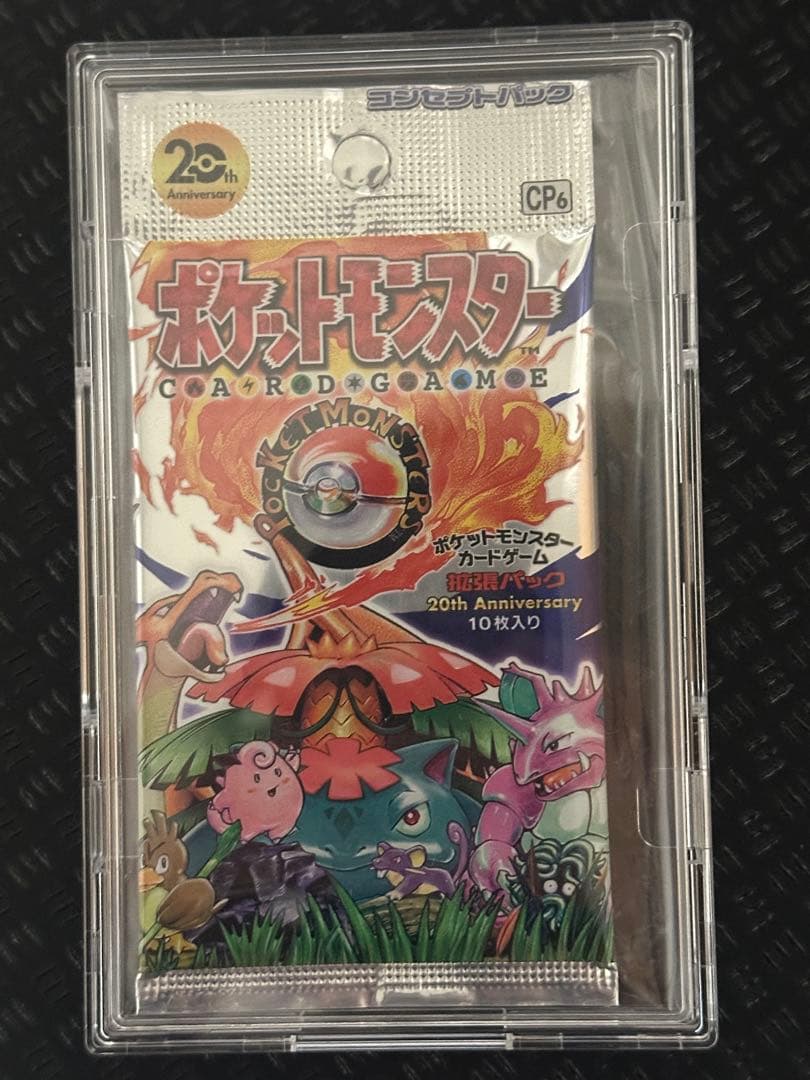 コンセプトパック
20th
Anniversary
CP6
ポケットモンスター
TM
CARD GAME
POCKET MONSTERS
ポケットモンスター
カードゲーム
拡張パック
20th Anniversary
10枚入り